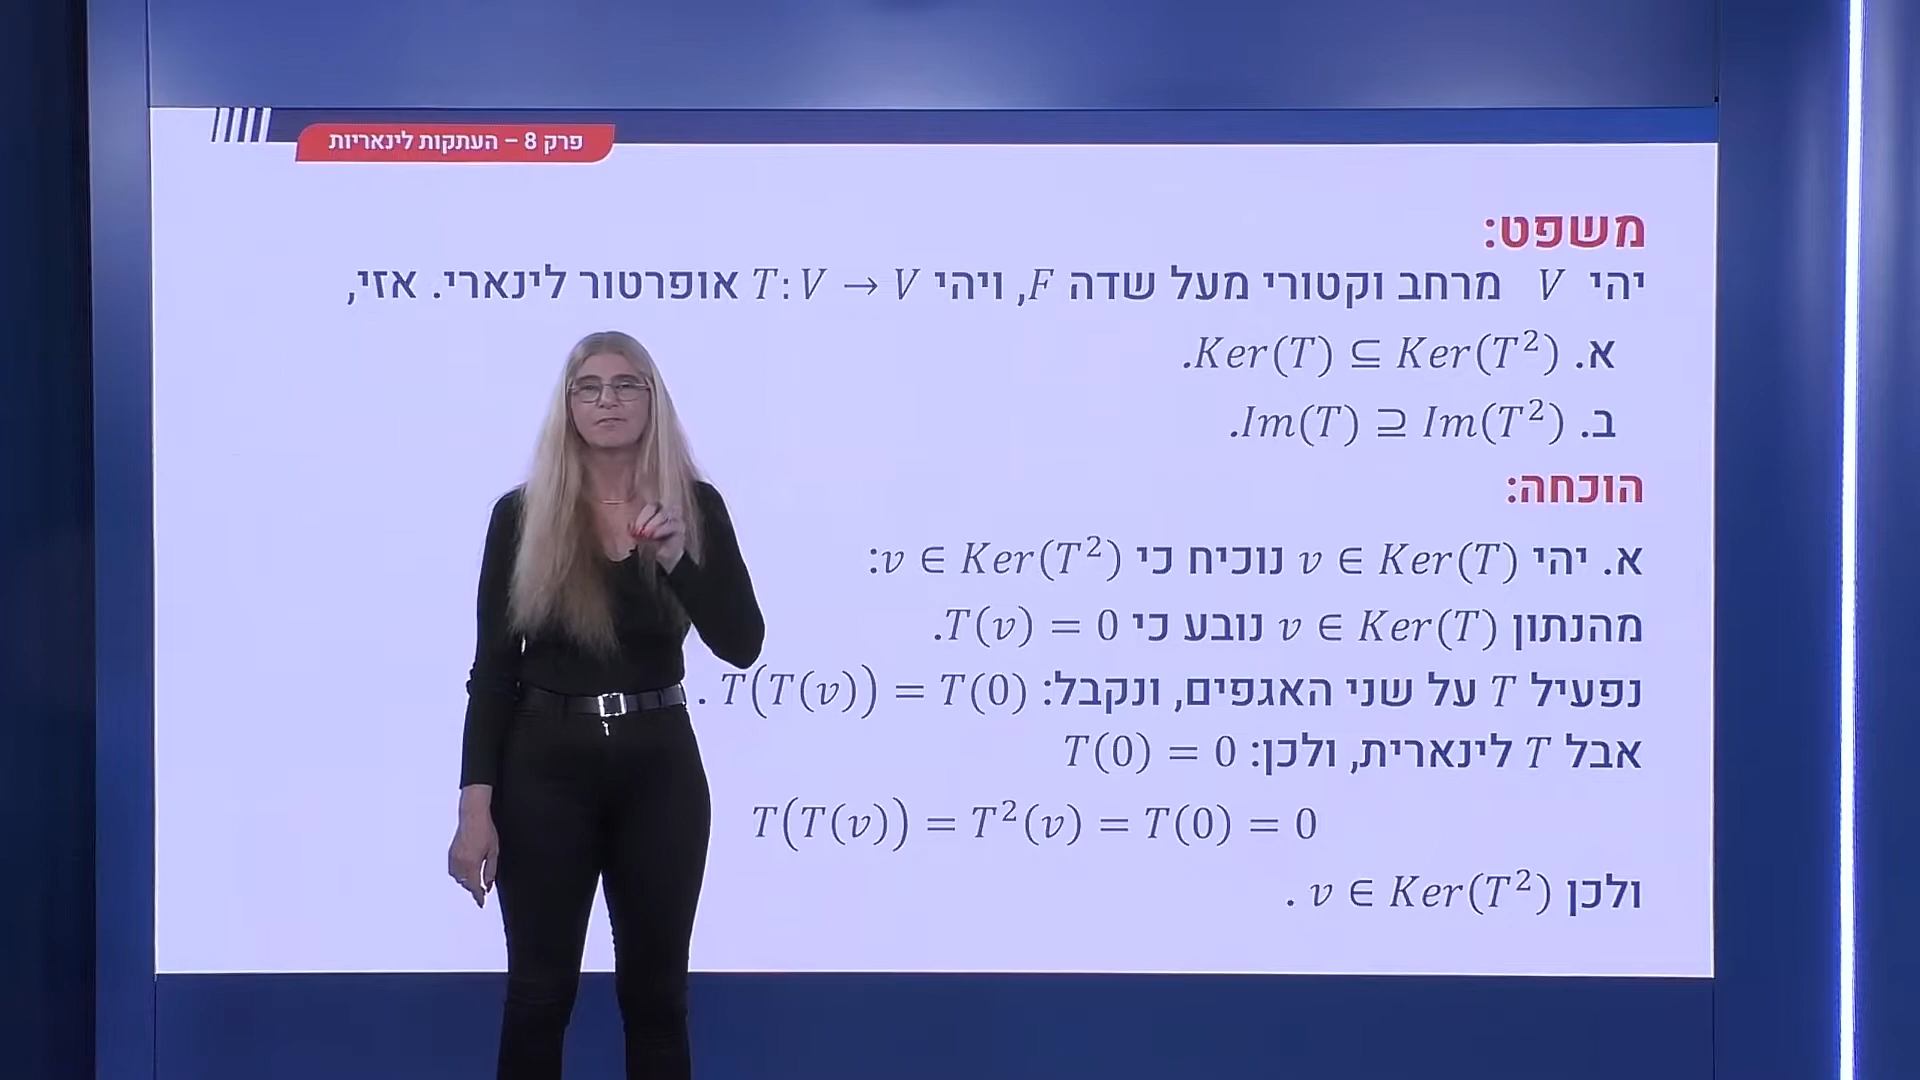 פרק 8 – העתקות לינאריות
משפט:
יהי V מרחב וקטורי מעל שדה F, ויהי T: V → V אופרטור לינארי. אזי,
א. Ker(T) ⊆ Ker(T²).
ב. Im(T) ⊇ Im(T²).
הוכחה:
א. יהי v ∈ Ker(T) נוכיח כי v ∈ Ker(T²):
מהנתון v ∈ Ker(T) נובע כי T(v) = 0.
נפעיל T על שני האגפים, ונקבל: T(T(v)) = T(0) .
אבל T לינארית, ולכן: T(0) = 0
T(T(v)) = T²(v) = T(0) = 0
ולכן v ∈ Ker(T²) .